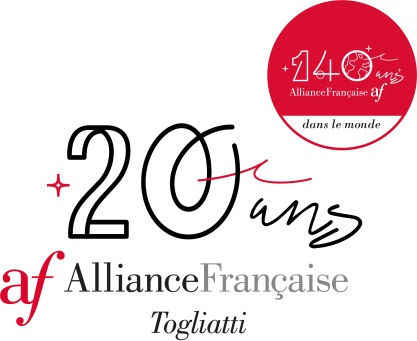 140 ans
AllianceFrançaise af
dans le monde
20 ans
af AllianceFrançaise
Togliatti